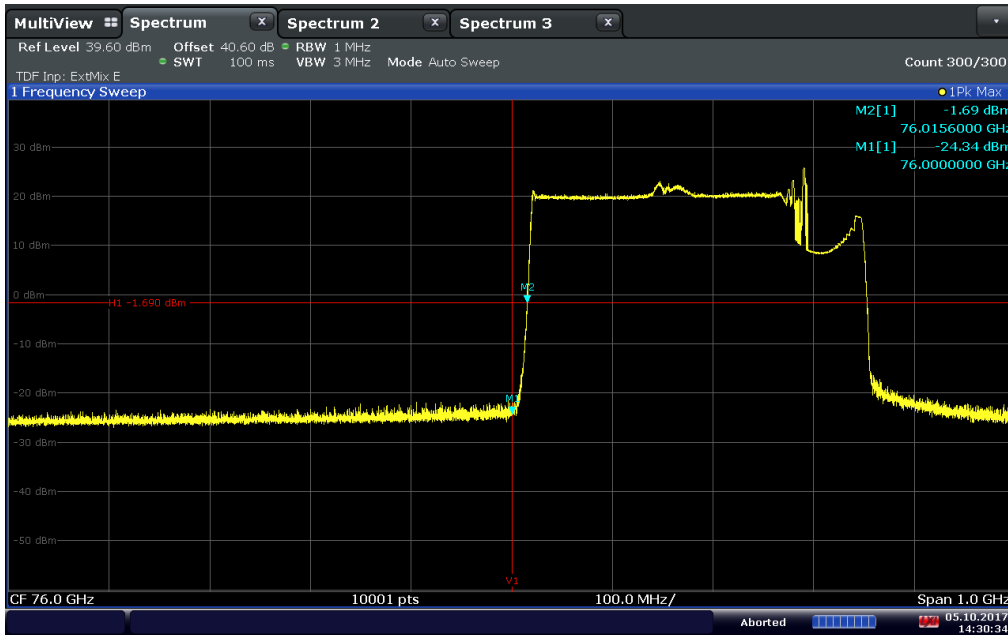 MultiView Spectrum X Spectrum 2 X Spectrum 3 X
Ref Level 39.60 dBm Offset 40.60 dB RBW 1 MHz
SWT 100 ms VBW 3 MHz Mode Auto Sweep Count 300/300
TDF Inp: ExtMix E
1 Frequency Sweep 1Pk Max
M2[1] -1.69 dBm
76.0156000 GHz
M1[1] -24.34 dBm
76.0000000 GHz
30 dBm
20 dBm
10 dBm
0 dBm
M2
H1 -1.690 dBm
-10 dBm
-20 dBm
M1
-30 dBm
-40 dBm
-50 dBm
V1
CF 76.0 GHz 10001 pts 100.0 MHz/ Span 1.0 GHz
Aborted 05.10.2017
14:30:34